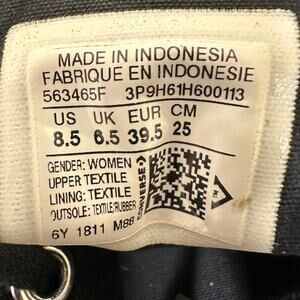 MADE IN INDONESIA
FABRIQUE EN INDONESIE
563465F 3P9H61H600113
US UK EUR CM
8.5 6.5 39.5 25
GENDER: WOMEN
UPPER: TEXTILE
LINING: TEXTILE
OUTSOLE: TEXTILE/RUBBER
6Y 1811 M88
CONVERSE